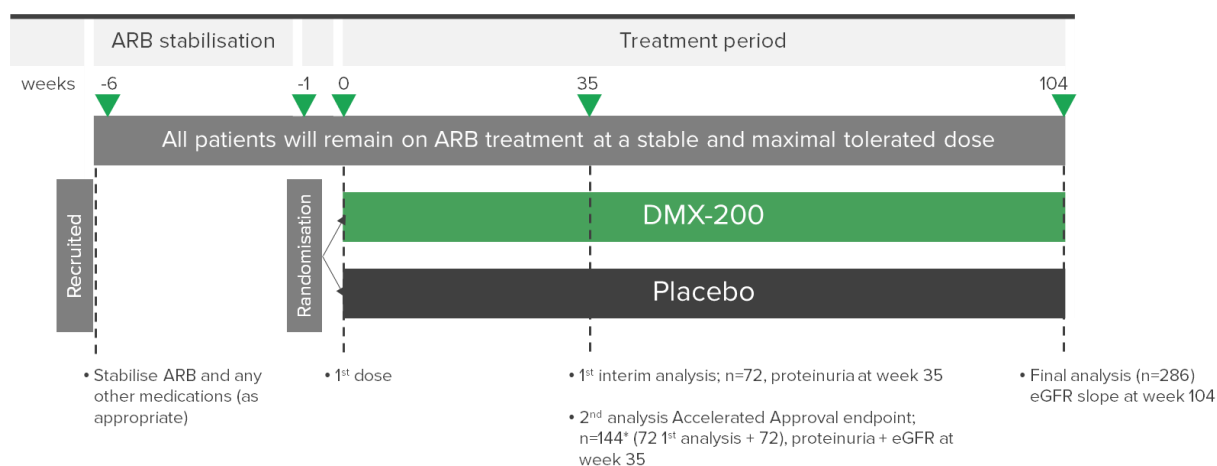 ARB stabilisation
Treatment period
weeks
-6
-1
0
35
104
All patients will remain on ARB treatment at a stable and maximal tolerated dose
Recruited
Randomisation
DMX-200
Placebo
• Stabilise ARB and any
other medications (as
appropriate)
• 1st dose
• 1st interim analysis; n=72, proteinuria at week 35
• 2nd analysis Accelerated Approval endpoint;
n=144* (72 1st analysis + 72), proteinuria + eGFR at
week 35
• Final analysis (n=286)
eGFR slope at week 104